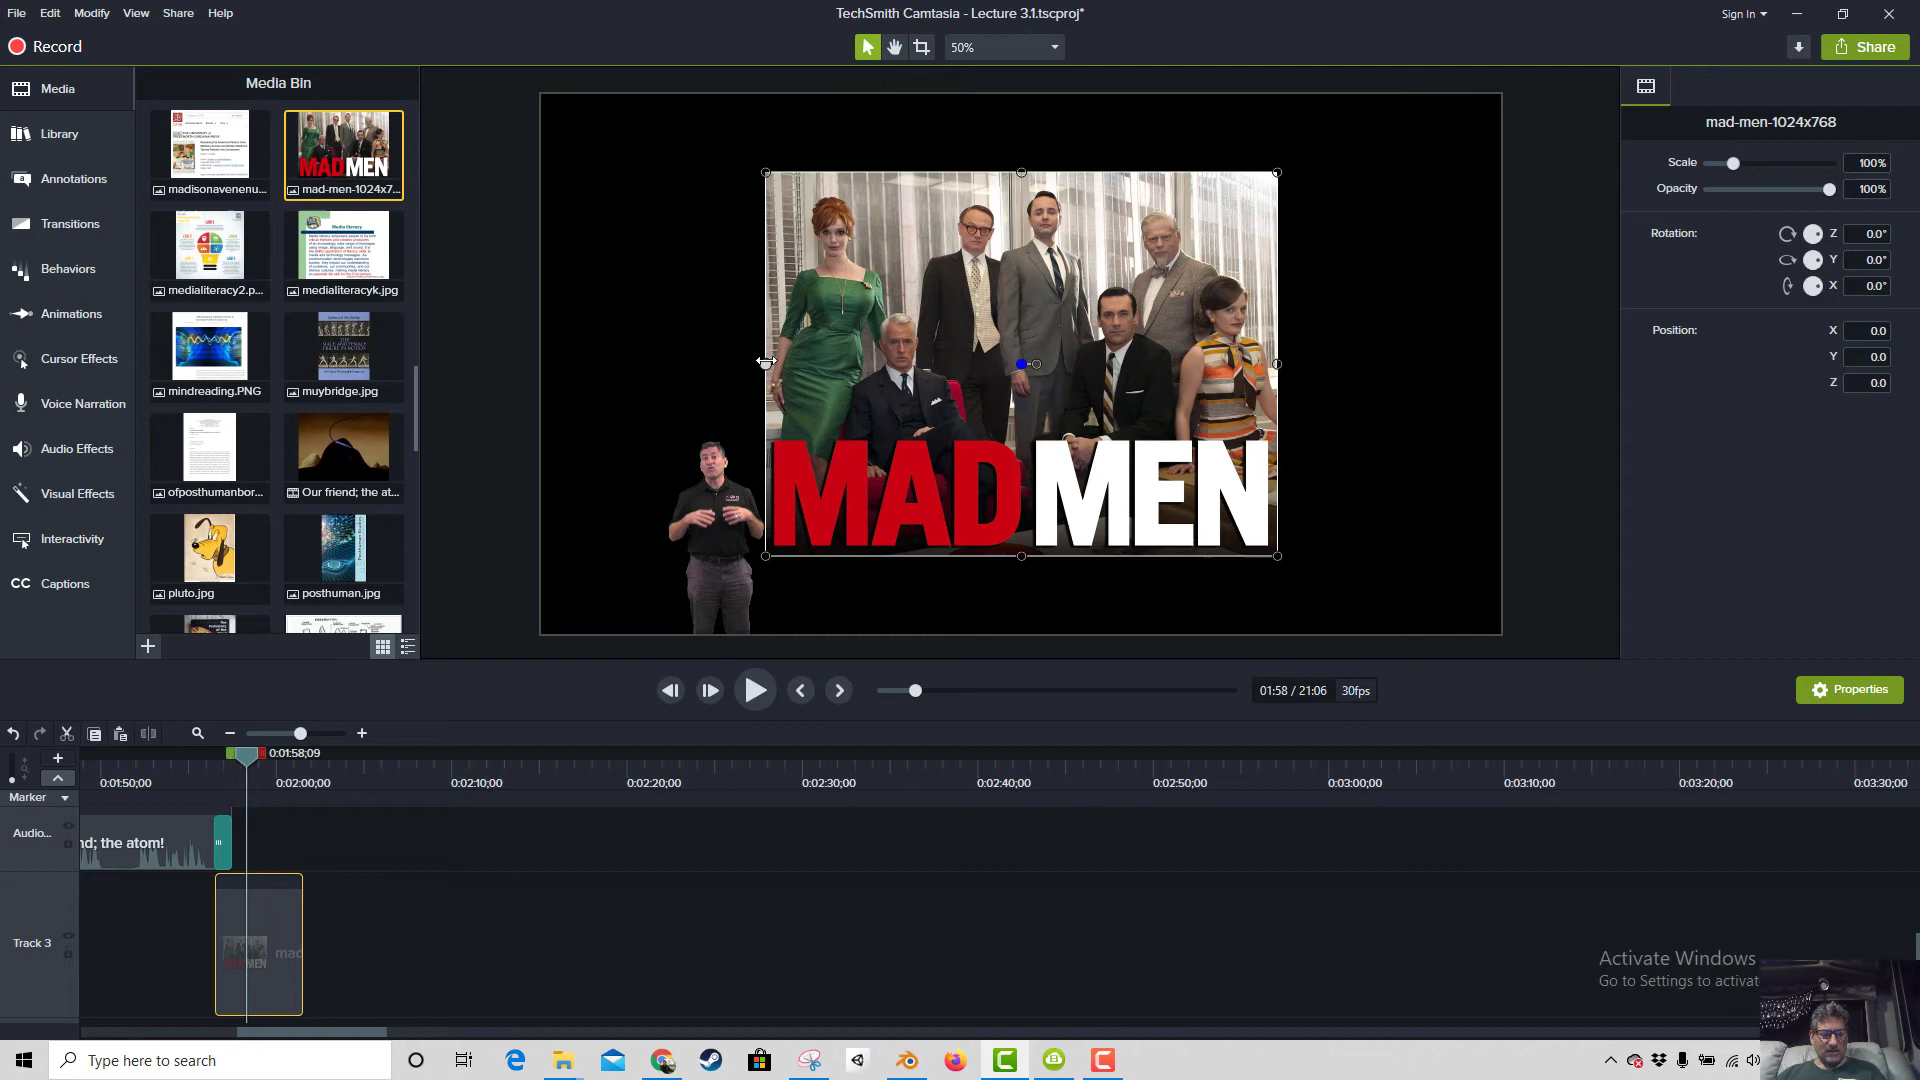 File Edit Modify View Share Help
TechSmith Camtasia - Lecture 3.1.tscproj*
Sign In
Record
50%
Share
Media
Library
Annotations
Transitions
Behaviors
Animations
Cursor Effects
Voice Narration
Audio Effects
Visual Effects
Interactivity
CC Captions
Media Bin
MADMEN
madisonavenenu...
mad-men-1024x7...
Media literacy
medialiteracy2.p...
medialiteracyk.jpg
mindreading.PNG
muybridge.jpg
ofposthumanbor...
Our friend; the at...
pluto.jpg
posthuman.jpg
MADMEN
mad-men-1024x768
Scale 100%
Opacity 100%
Rotation: Z 0.0°
Y 0.0°
X 0.0°
Position: X 0.0
Y 0.0
Z 0.0
01:58 / 21:06 30fps
Properties
0:01:58;09
0:01:50;00 0:02:00;00 0:02:10;00 0:02:20;00 0:02:30;00 0:02:40;00 0:02:50;00 0:03:00;00 0:03:10;00 0:03:20;00 0:03:30;00
Marker
Audio...
nd; the atom!
Track 3
MADMEN
mad
Activate Windows
Go to Settings to activat
Type here to search